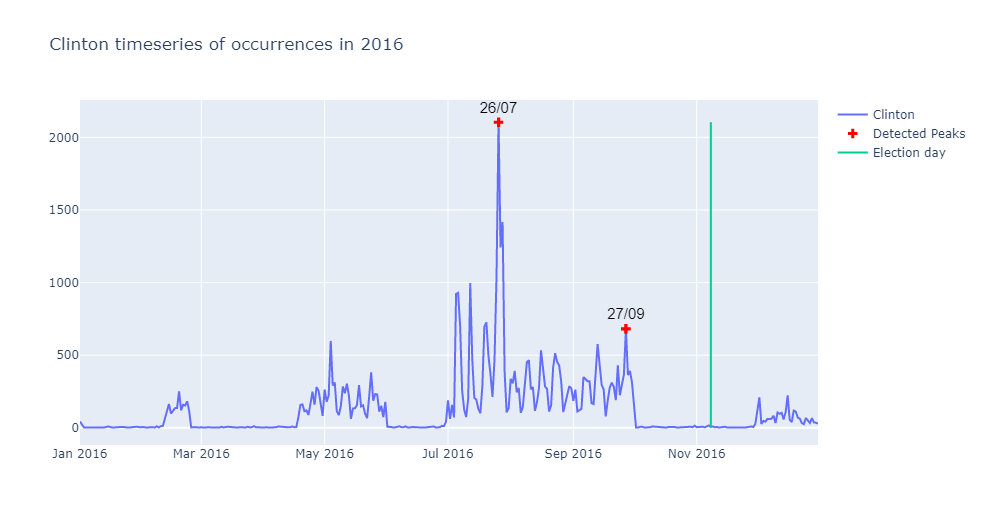 Clinton timeseries of occurrences in 2016
26/07
27/09
2000
1500
1000
500
0
Jan 2016
Mar 2016
May 2016
Jul 2016
Sep 2016
Nov 2016
Clinton
Detected Peaks
Election day